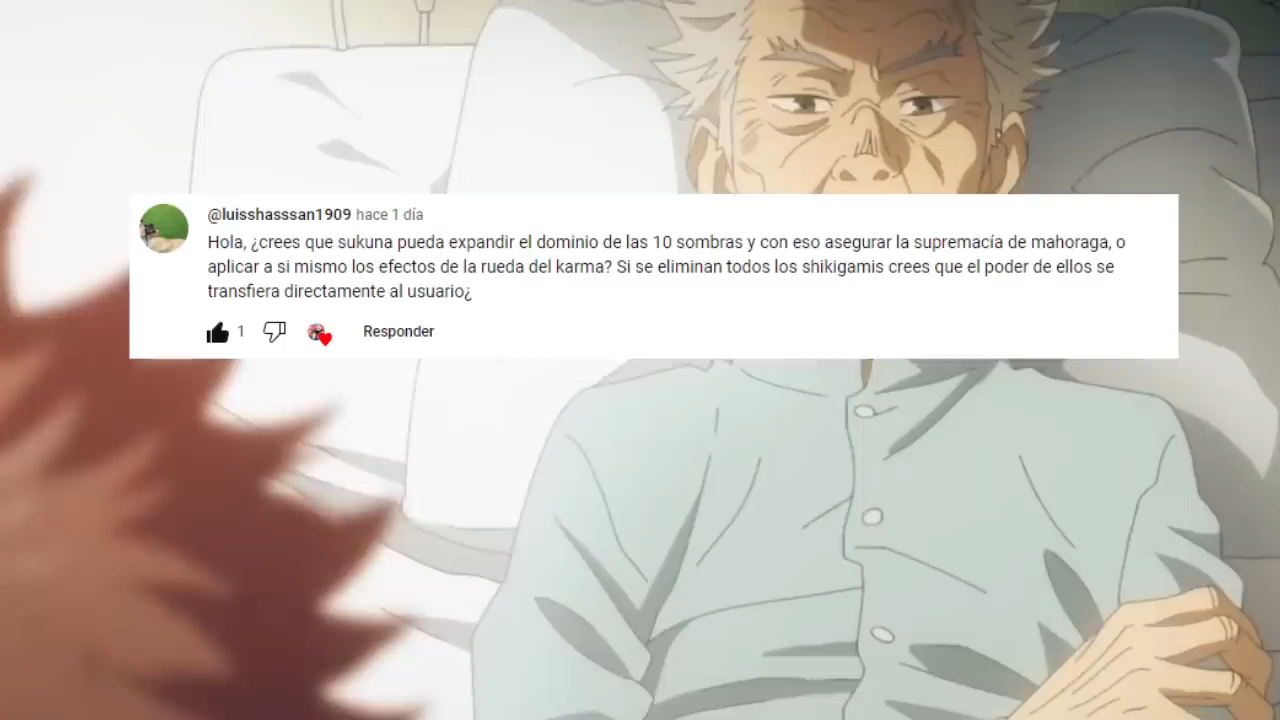 @luisshasssan1909 hace 1 día
Hola, ¿crees que sukuna pueda expandir el dominio de las 10 sombras y con eso asegurar la supremacía de mahoraga, o
aplicar a si mismo los efectos de la rueda del karma? Si se eliminan todos los shikigamis crees que el poder de ellos se
transfiera directamente al usuario¿
1 Responder